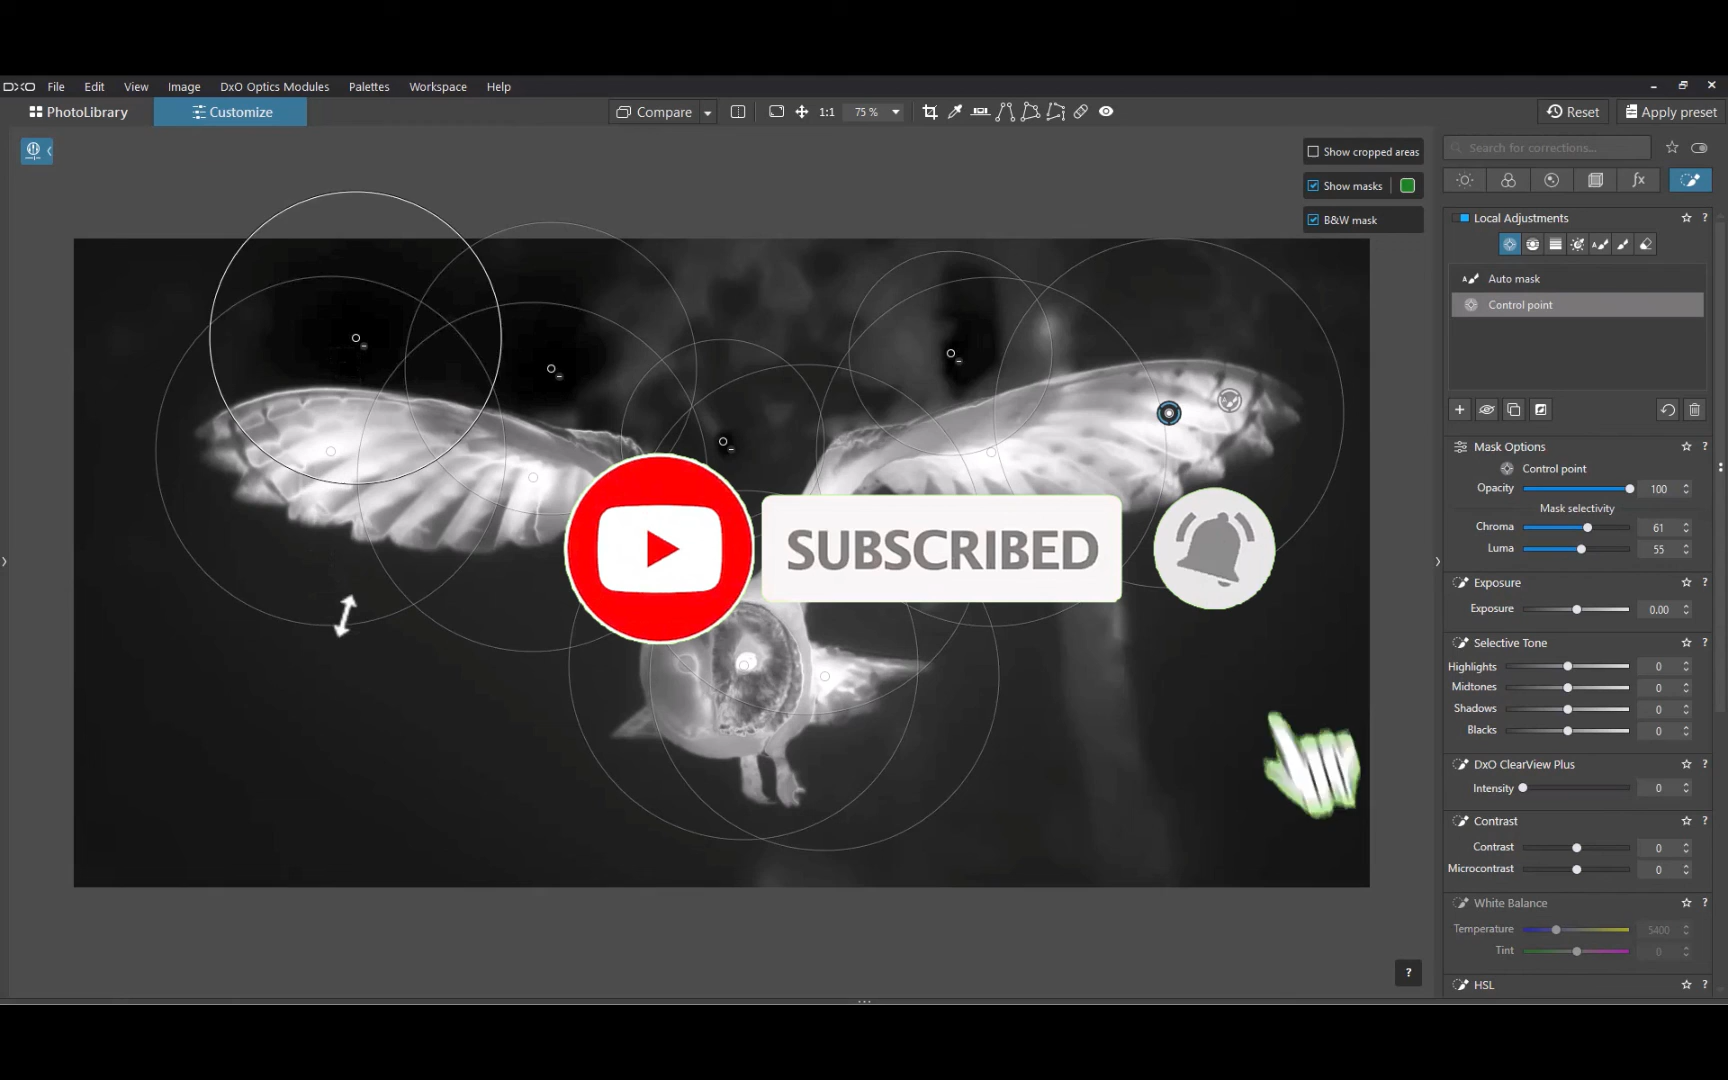 DXO File Edit View Image DxO Optics Modules Palettes Workspace Help
PhotoLibrary Customize Compare 1:1 75 % Reset Apply preset
Show cropped areas
Show masks
B&W mask
SUBSCRIBED
Search for corrections...
fx
Local Adjustments ?
Auto mask
Control point
Mask Options ?
Control point
Opacity 100
Mask selectivity
Chroma 61
Luma 55
Exposure ?
Exposure 0.00
Selective Tone ?
Highlights 0
Midtones 0
Shadows 0
Blacks 0
DxO ClearView Plus ?
Intensity 0
Contrast ?
Contrast 0
Microcontrast 0
White Balance ?
Temperature 5400
Tint 0
?
HSL ?